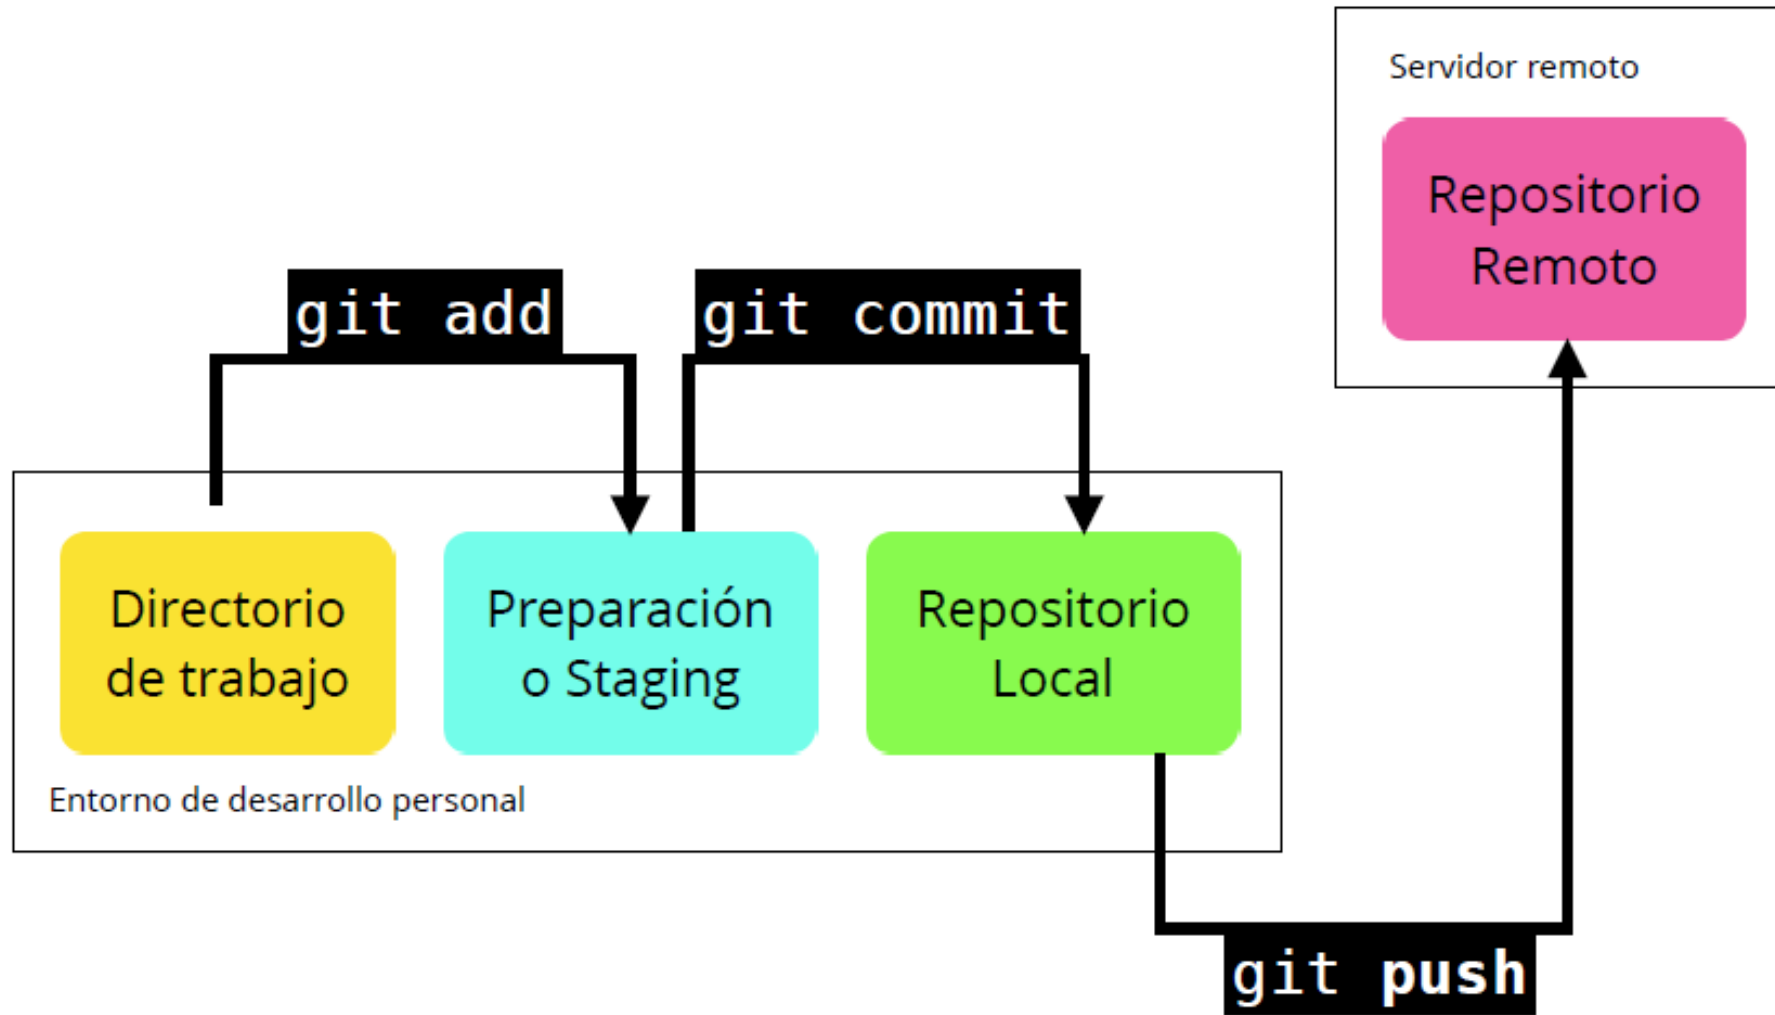 Servidor remoto
Repositorio
Remoto
git add
git commit
Directorio
de trabajo
Preparación
o Staging
Repositorio
Local
Entorno de desarrollo personal
git push